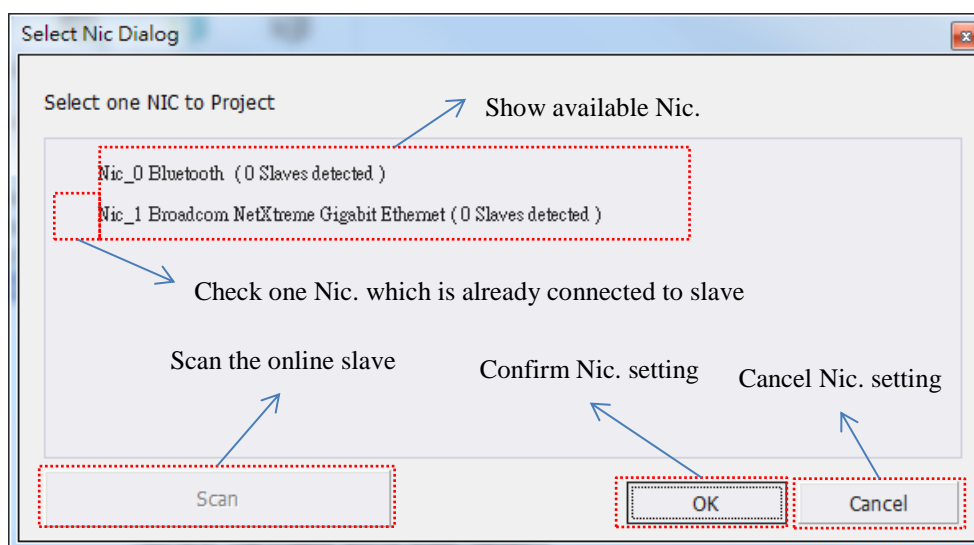 Select Nic Dialog
Select one NIC to Project
Show available Nic.
Nic_0 Bluetooth ( 0 Slaves detected )
Nic_1 Broadcom NetXtreme Gigabit Ethernet ( 0 Slaves detected )
Check one Nic. which is already connected to slave
Scan the online slave
Confirm Nic. setting
Cancel Nic. setting
Scan
OK
Cancel